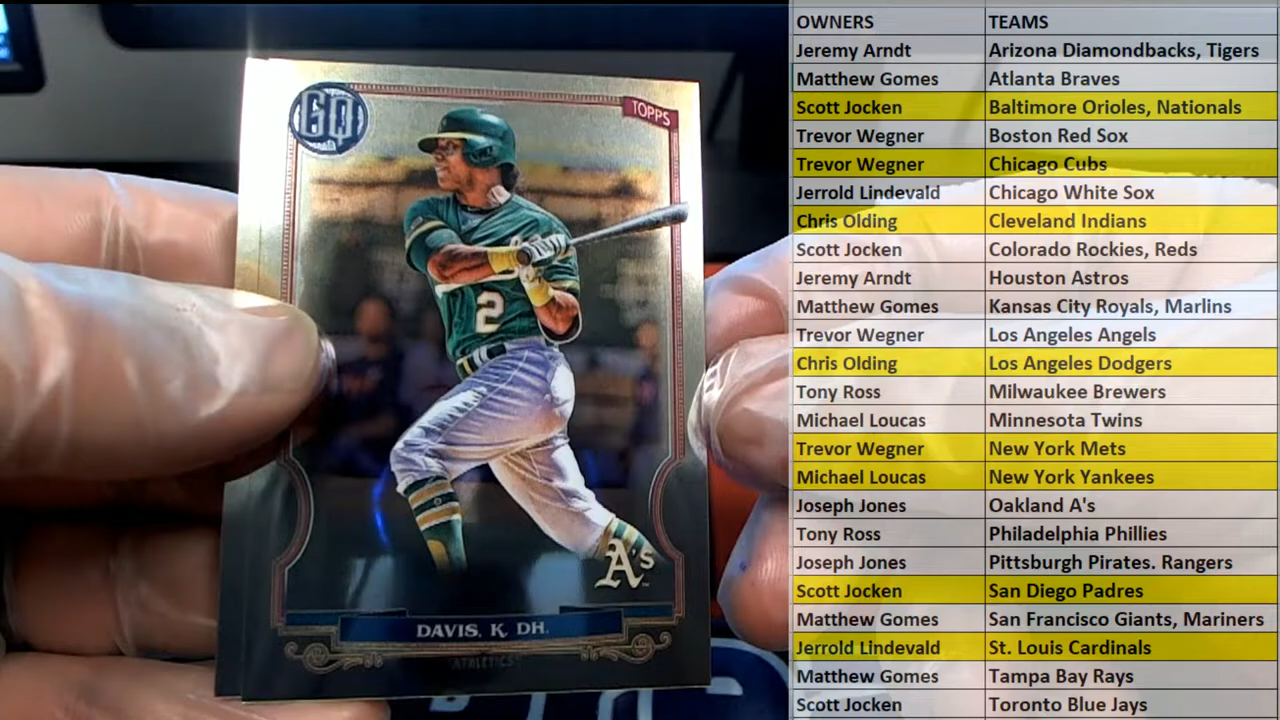 GQ
TOPPS
2
A's
DAVIS, K, DH.
ATHLETICS
OWNERS TEAMS
Jeremy Arndt Arizona Diamondbacks, Tigers
Matthew Gomes Atlanta Braves
Scott Jocken Baltimore Orioles, Nationals
Trevor Wegner Boston Red Sox
Trevor Wegner Chicago Cubs
Jerrold Lindevald Chicago White Sox
Chris Olding Cleveland Indians
Scott Jocken Colorado Rockies, Reds
Jeremy Arndt Houston Astros
Matthew Gomes Kansas City Royals, Marlins
Trevor Wegner Los Angeles Angels
Chris Olding Los Angeles Dodgers
Tony Ross Milwaukee Brewers
Michael Loucas Minnesota Twins
Trevor Wegner New York Mets
Michael Loucas New York Yankees
Joseph Jones Oakland A's
Tony Ross Philadelphia Phillies
Joseph Jones Pittsburgh Pirates. Rangers
Scott Jocken San Diego Padres
Matthew Gomes San Francisco Giants, Mariners
Jerrold Lindevald St. Louis Cardinals
Matthew Gomes Tampa Bay Rays
Scott Jocken Toronto Blue Jays